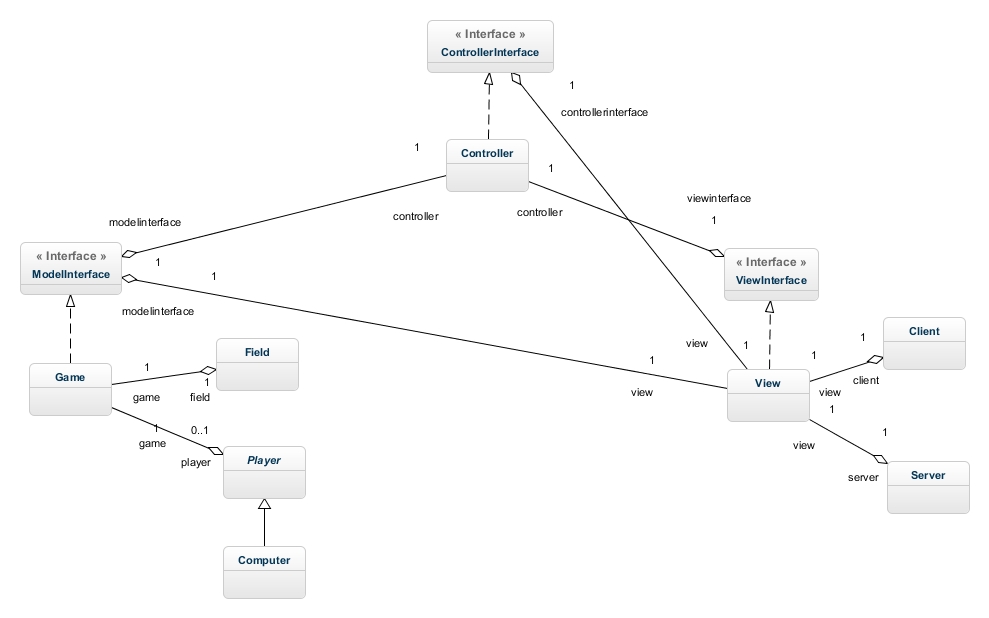 « Interface »
ControllerInterface
1
controllerinterface
1
Controller
1
controller
controller
modelinterface
viewinterface
1
« Interface »
ModelInterface
1
1
modelinterface
« Interface »
ViewInterface
Field
1
game
1
field
Game
1
game
0..1
player
Player
Computer
view
1
1
view
View
1
view
1
client
Client
1
view
1
server
Server